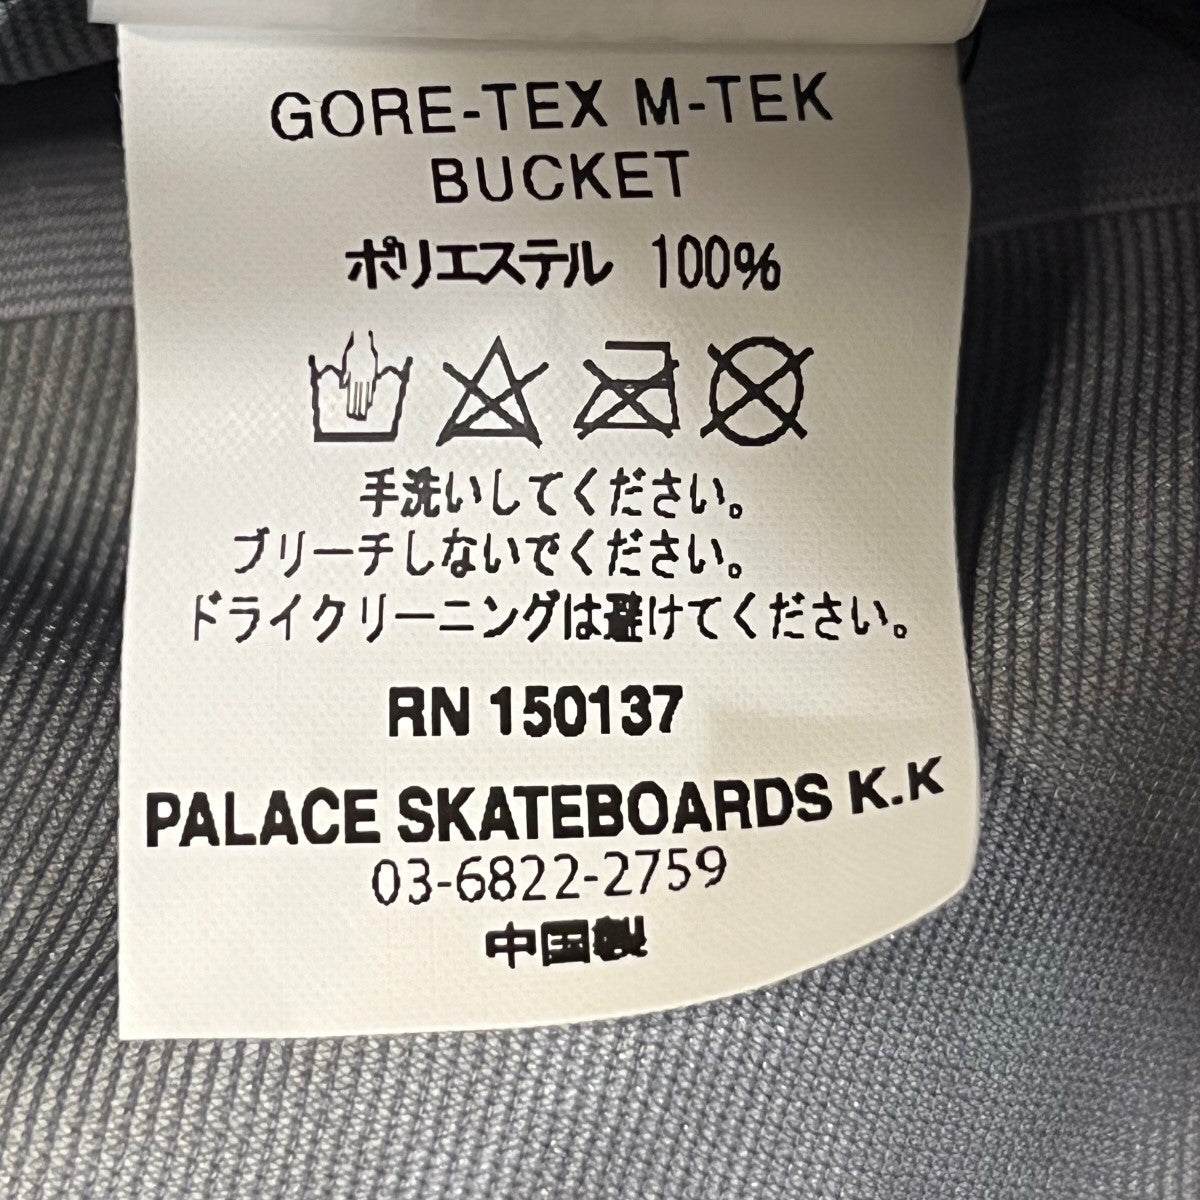 GORE-TEX M-TEK
BUCKET
ポリエステル 100%
手洗いしてください。
ブリーチしないでください。
ドライクリーニングは避けてください。
RN 150137
PALACE SKATEBOARDS K.K
03-6822-2759
中国製